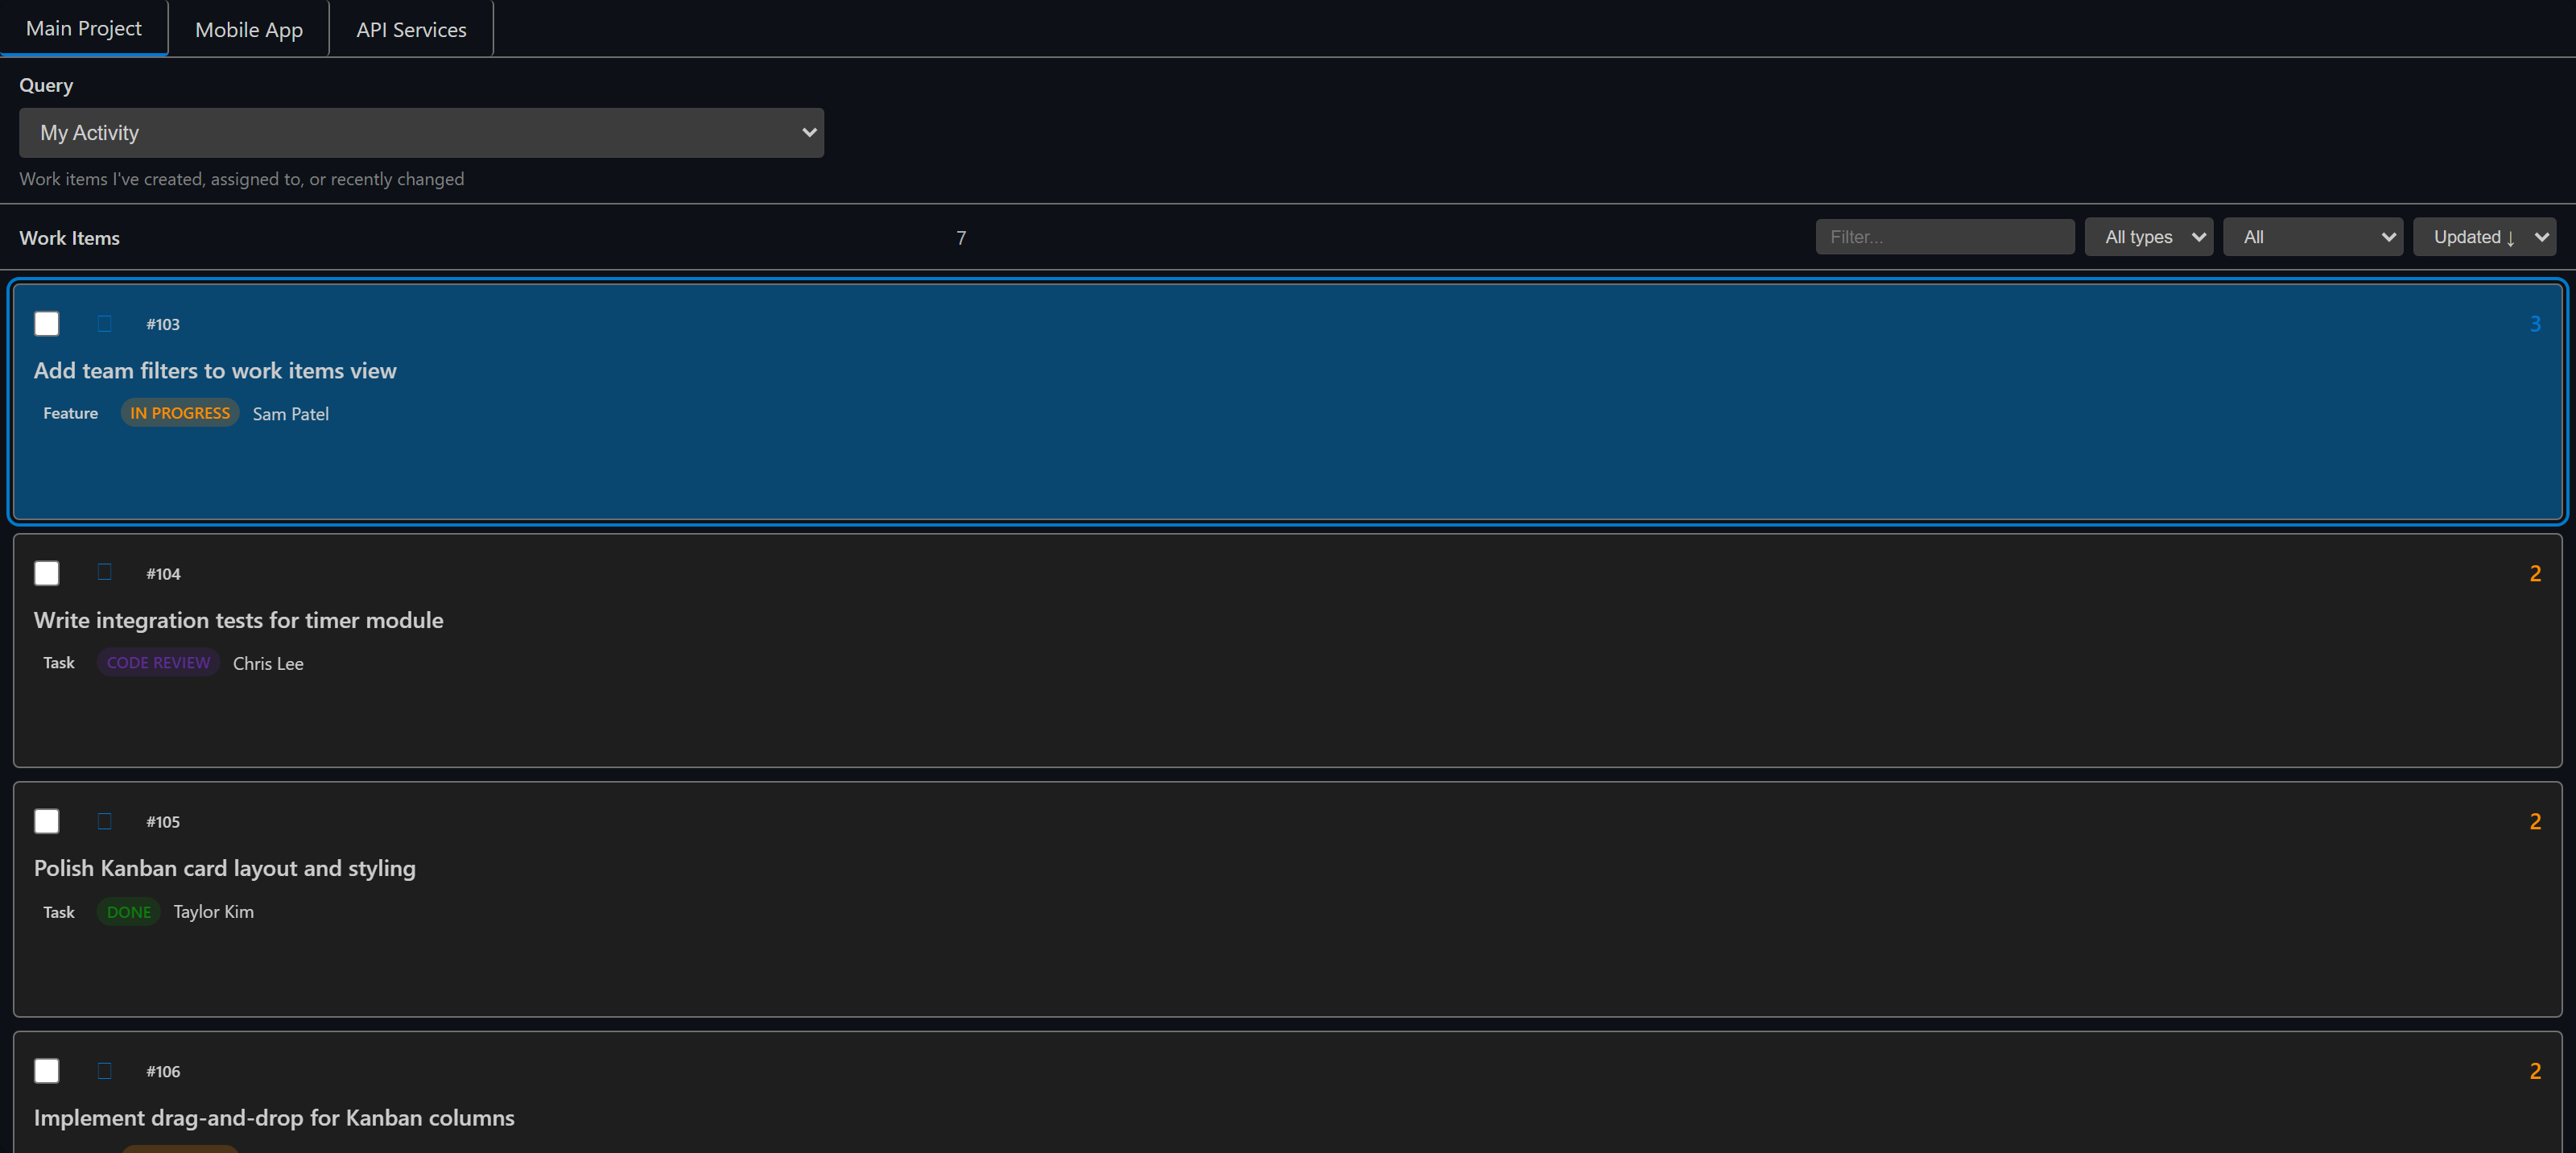 Main Project Mobile App API Services
Query
My Activity
Work items I've created, assigned to, or recently changed
Work Items 7 Filter... All types All Updated ↓
#103 3
Add team filters to work items view
Feature IN PROGRESS Sam Patel
#104 2
Write integration tests for timer module
Task CODE REVIEW Chris Lee
#105 2
Polish Kanban card layout and styling
Task DONE Taylor Kim
#106 2
Implement drag-and-drop for Kanban columns